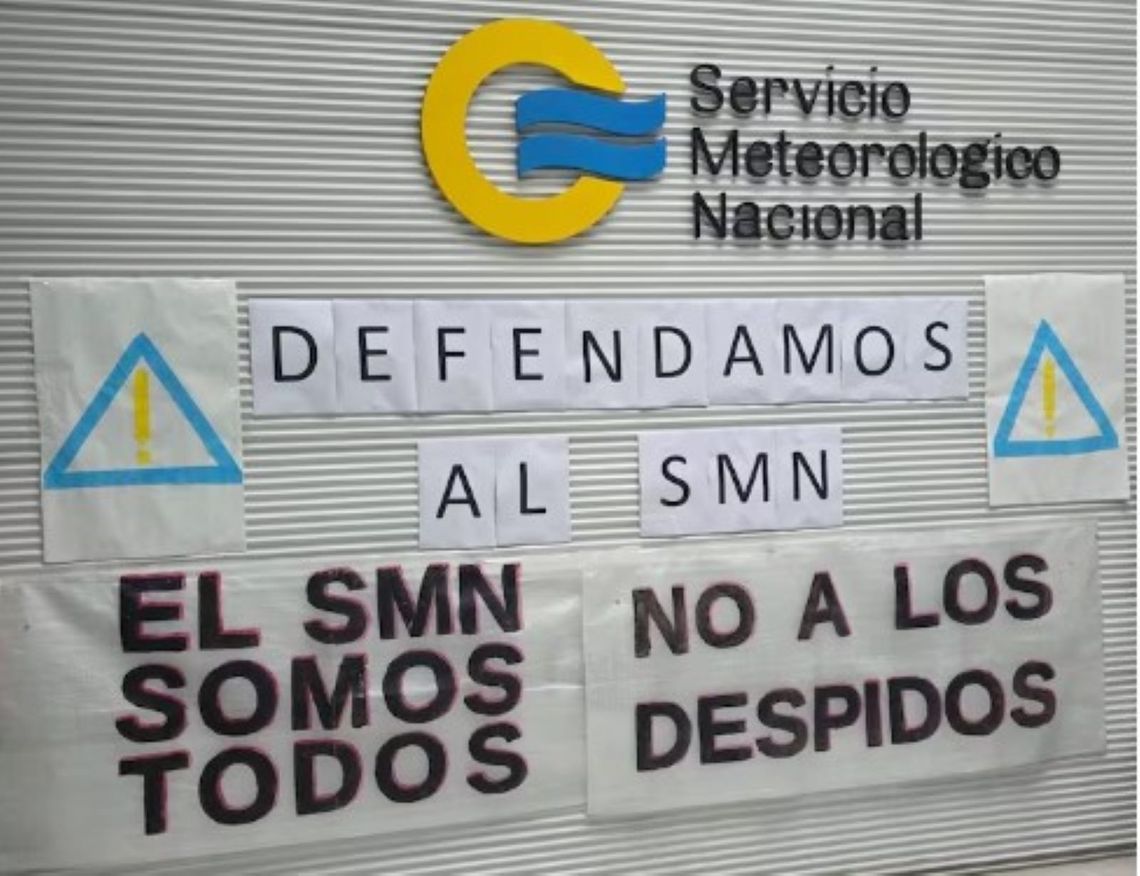 Servicio
Meteorologico
Nacional
DEFENDAMOS
AL SMN
EL SMN
SOMOS
TODOS
NO A LOS
DESPIDOS